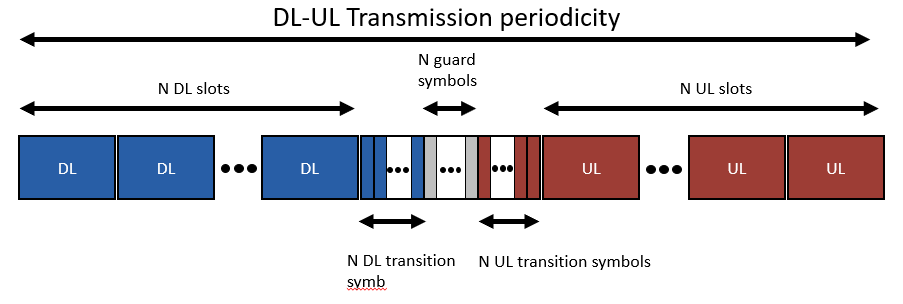 DL-UL Transmission periodicity
N guard
symbols
N DL slots
N UL slots
DL
DL
DL
UL
UL
UL
N DL transition
symb
N UL transition symbols